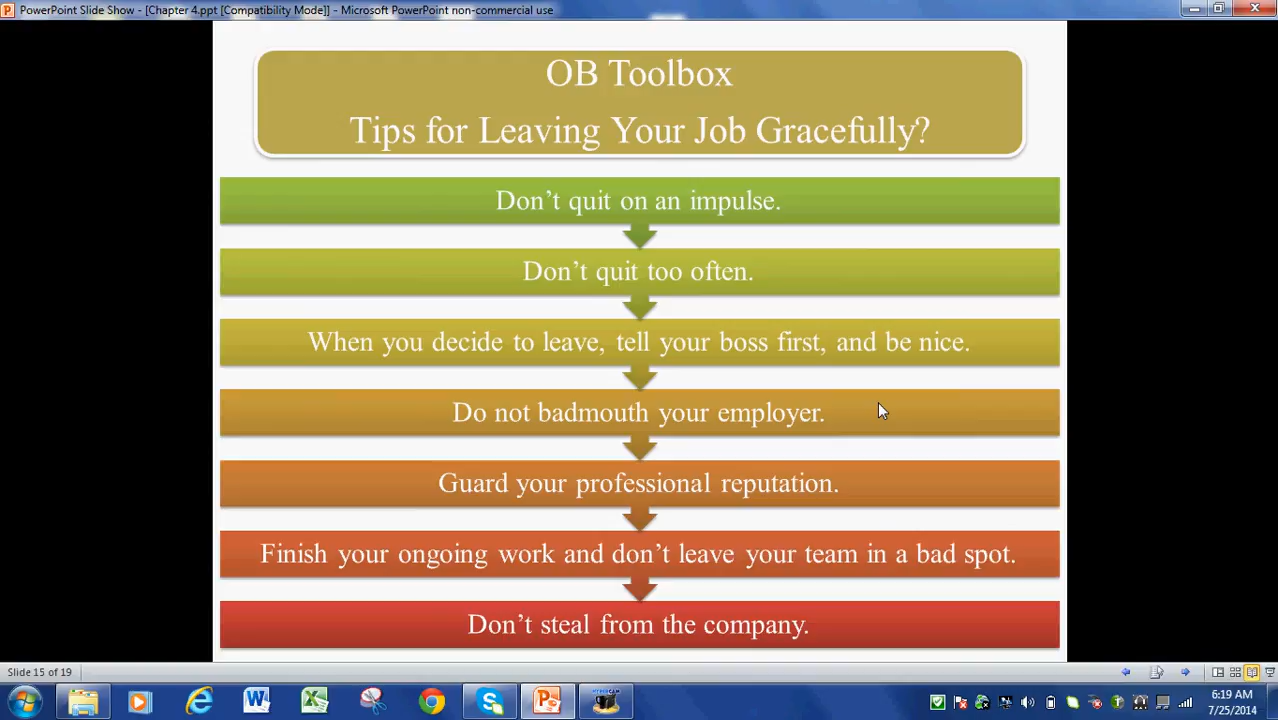 PowerPoint Slide Show - [Chapter 4.ppt [Compatibility Mode]] - Microsoft PowerPoint non-commercial use
OB Toolbox
Tips for Leaving Your Job Gracefully?
Don’t quit on an impulse.
Don’t quit too often.
When you decide to leave, tell your boss first, and be nice.
Do not badmouth your employer.
Guard your professional reputation.
Finish your ongoing work and don’t leave your team in a bad spot.
Don’t steal from the company.
Slide 15 of 19
6:19 AM
7/25/2014